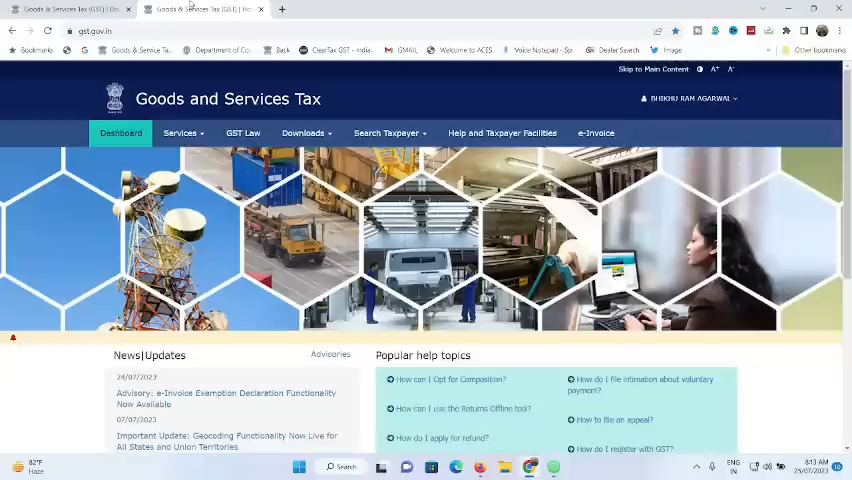 Goods & Services Tax (GST) | Da
Goods & Services Tax (GST) | Ho
gst.gov.in
Bookmarks
Goods & Service Ta...
Department of Co...
Back
ClearTax GST - India...
GMAIL
Welcome to ACES
Voice Notepad - Sp...
Dealer Search
Image
Other bookmarks
Skip to Main Content A+ A-
Goods and Services Tax
BHIKHU RAM AGARWAL
Dashboard Services GST Law Downloads Search Taxpayer Help and Taxpayer Facilities e-Invoice
News|Updates
Advisories
24/07/2023
Advisory: e-Invoice Exemption Declaration Functionality
Now Available
07/07/2023
Important Update: Geocoding Functionality Now Live for
All States and Union Territories
Popular help topics
How can I Opt for Composition?
How can I use the Returns Offline tool?
How do I apply for refund?
How do I file intimation about voluntary
payment?
How to file an appeal?
How do I register with GST?
82°F
Haze
Search
ENG
IN
8:13 AM
25/07/2023
10